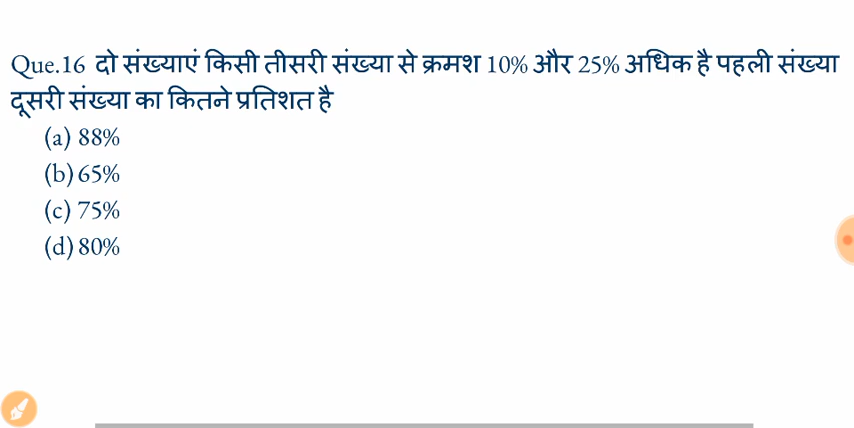 Que.16 दो संख्याएं किसी तीसरी संख्या से क्रमश 10% और 25% अधिक है पहली संख्या
दूसरी संख्या का कितने प्रतिशत है
(a) 88%
(b) 65%
(c) 75%
(d) 80%